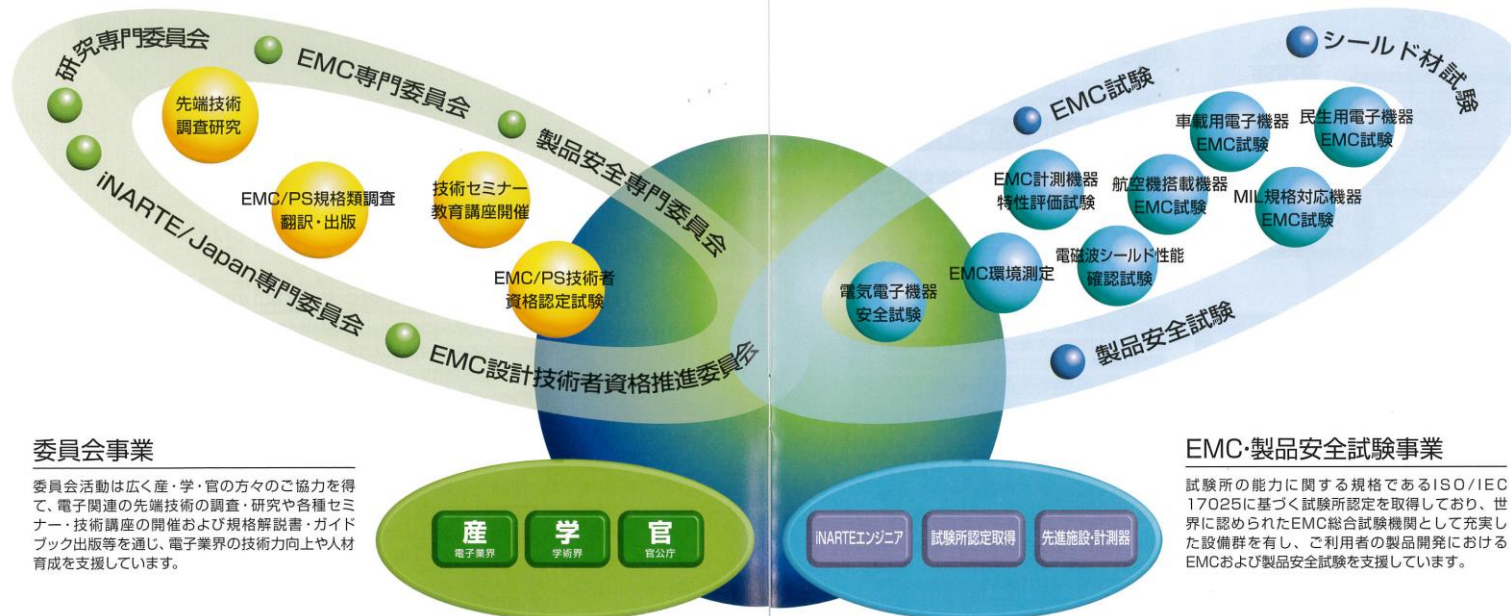 研究専門委員会
EMC専門委員会
製品安全専門委員会
iNARTE/Japan専門委員会
EMC設計技術者資格推進委員会
先端技術
調査研究
EMC/PS規格類調査
翻訳・出版
技術セミナー
教育講座開催
EMC/PS技術者
資格認定試験
EMC試験
シールド材試験
製品安全試験
車載用電子機器
EMC試験
民生用電子機器
EMC試験
EMC計測機器
特性評価試験
航空機搭載機器
EMC試験
MIL規格対応機器
EMC試験
電気電子機器
安全試験
EMC環境測定
電磁波シールド性能
確認試験
委員会事業
委員会活動は広く産・学・官の方々のご協力を得
て、電子関連の先端技術の調査・研究や各種セミ
ナー・技術講座の開催および規格解説書・ガイド
ブック出版等を通じ、電子業界の技術力向上や人材
育成を支援しています。
産
電子業界
学
学術界
官
官公庁
iNARTEエンジニア
試験所認定取得
先進施設・計測器
EMC・製品安全試験事業
試験所の能力に関する規格であるISO/IEC
17025に基づく試験所認定を取得しており、世
界に認められたEMC総合試験機関として充実し
た設備群を有し、ご利用者の製品開発における
EMCおよび製品安全試験を支援しています。